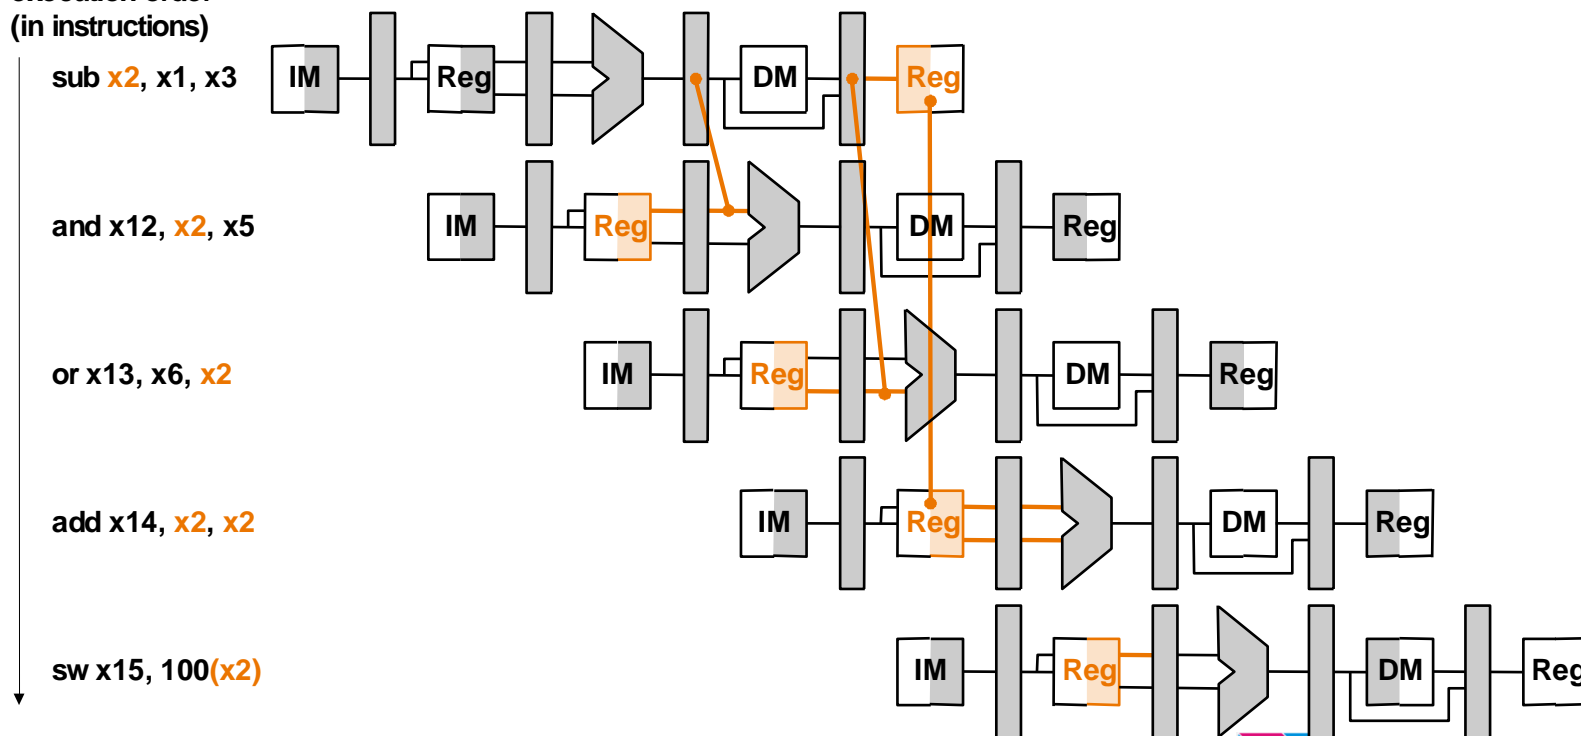 (in instructions)
sub x2, x1, x3 IM Reg DM Reg
and x12, x2, x5 IM Reg DM Reg
or x13, x6, x2 IM Reg DM Reg
add x14, x2, x2 IM Reg DM Reg
sw x15, 100(x2) IM Reg DM Reg